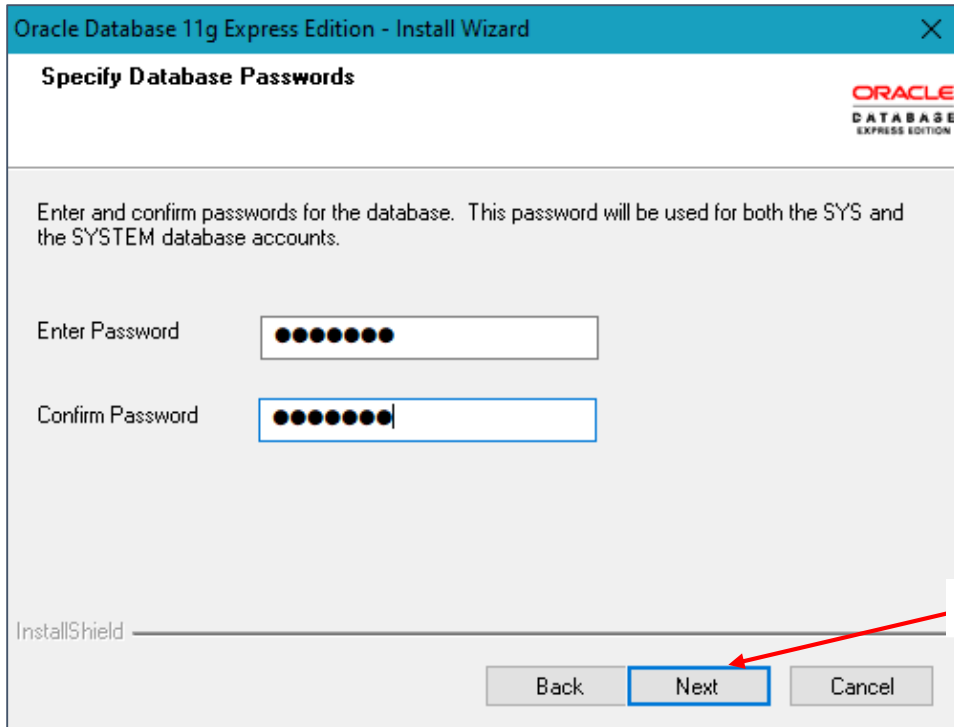 Oracle Database 11g Express Edition - Install Wizard
Specify Database Passwords
ORACLE
DATABASE
EXPRESS EDITION
Enter and confirm passwords for the database. This password will be used for both the SYS and
the SYSTEM database accounts.
Enter Password
Confirm Password
InstallShield
Back Next Cancel